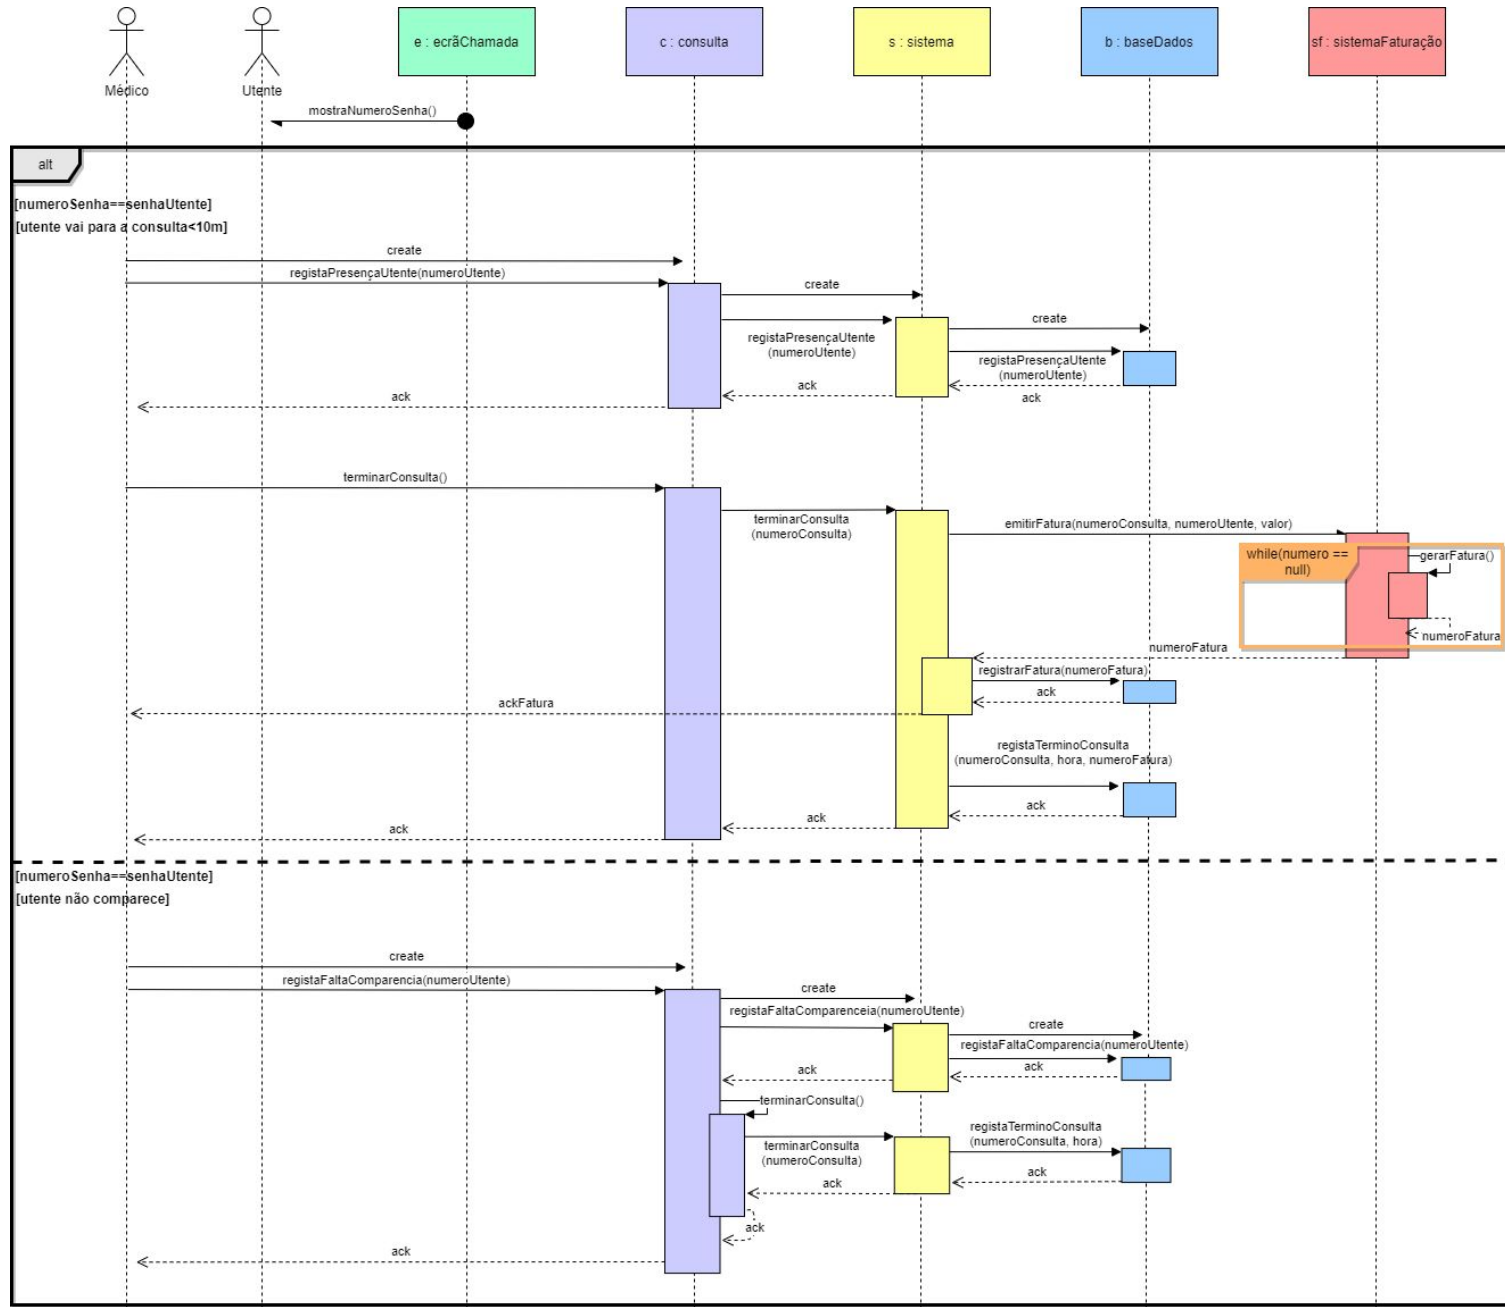 e : ecrãChamada
c : consulta
s : sistema
b : baseDados
sf : sistemaFaturação
Médico
Utente
mostraNumeroSenha()
alt
[numeroSenha==senhaUtente]
[utente vai para a consulta<10m]
create
registaPresençaUtente(numeroUtente)
create
registaPresençaUtente
(numeroUtente)
create
registaPresençaUtente
(numeroUtente)
ack
ack
ack
terminarConsulta()
terminarConsulta
(numeroConsulta)
emitirFatura(numeroConsulta, numeroUtente, valor)
while(numero ==
null)
gerarFatura()
numeroFatura
numeroFatura
registrarFatura(numeroFatura)
ack
ackFatura
registaTerminoConsulta
(numeroConsulta, hora, numeroFatura)
ack
ack
ack
[numeroSenha==senhaUtente]
[utente não comparece]
create
registaFaltaComparencia(numeroUtente)
create
registaFaltaComparenceia(numeroUtente)
create
registaFaltaComparencia(numeroUtente)
ack
ack
terminarConsulta()
terminarConsulta
(numeroConsulta)
registaTerminoConsulta
(numeroConsulta, hora)
ack
ack
ack
ack